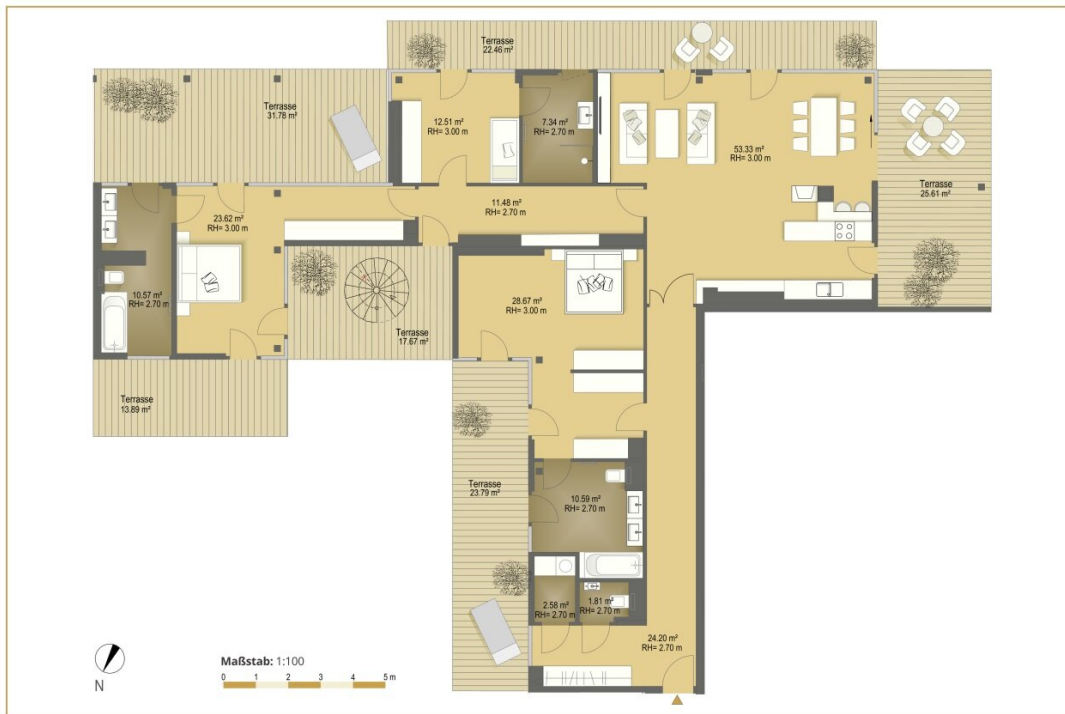 Terrasse
22.46 m²
Terrasse
31.78 m²
12.51 m²
RH= 3.00 m
7.34 m²
RH= 2.70 m
53.33 m²
RH= 3.00 m
Terrasse
25.61 m²
23.62 m²
RH= 3.00 m
11.48 m²
RH= 2.70 m
10.57 m²
RH= 2.70 m
28.67 m²
RH= 3.00 m
Terrasse
17.67 m²
Terrasse
13.89 m²
Terrasse
23.79 m²
10.59 m²
RH= 2.70 m
2.58 m²
RH= 2.70 m
1.81 m²
RH= 2.70 m
24.20 m²
RH= 2.70 m
N
Maßstab: 1:100
0 1 2 3 4 5 m